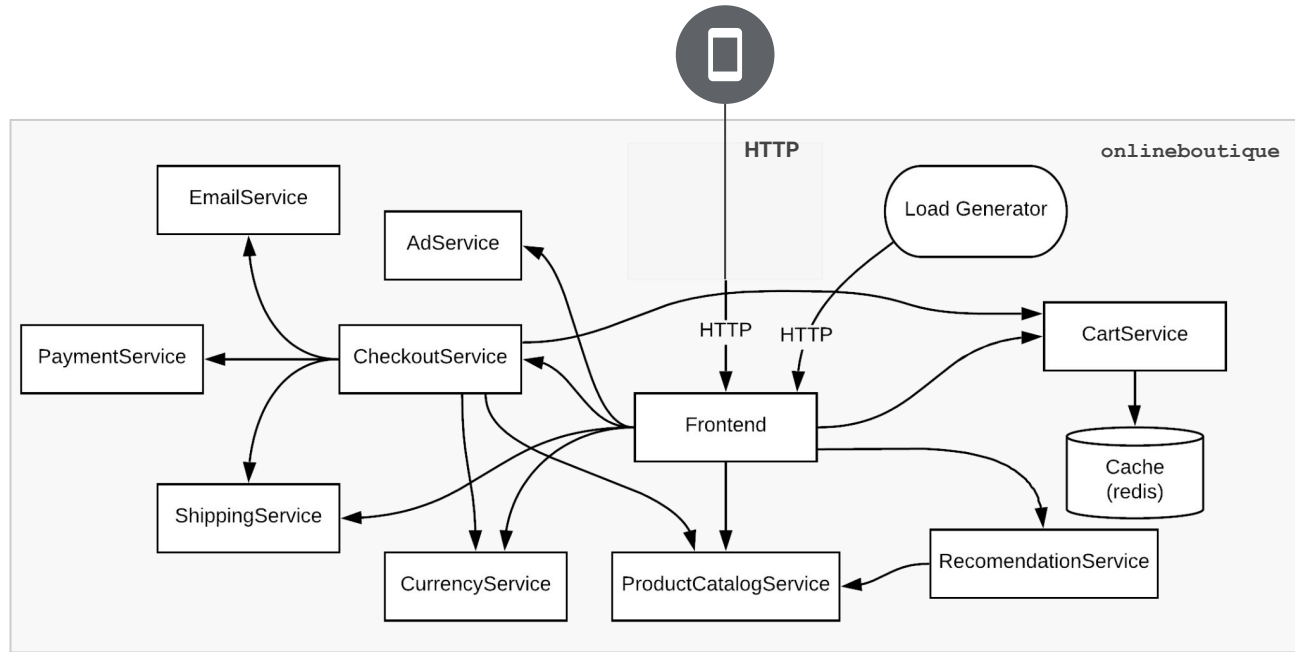 HTTP
onlineboutique
EmailService
Load Generator
AdService
HTTP
HTTP
CartService
PaymentService
CheckoutService
Frontend
Cache
(redis)
ShippingService
RecomendationService
CurrencyService
ProductCatalogService